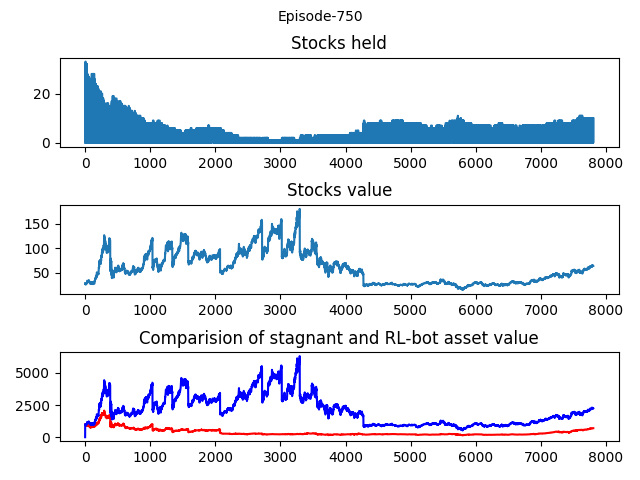 Episode-750
Stocks held
20
0
0 1000 2000 3000 4000 5000 6000 7000 8000
Stocks value
150
100
50
0 1000 2000 3000 4000 5000 6000 7000 8000
Comparision of stagnant and RL-bot asset value
5000
2500
0
0 1000 2000 3000 4000 5000 6000 7000 8000